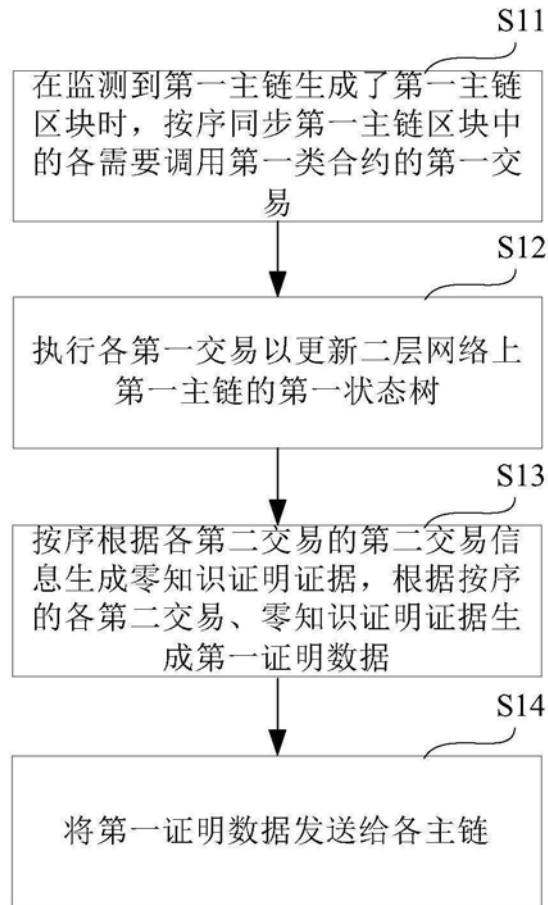 S11
在监测到第一主链生成了第一主链
区块时，按序同步第一主链区块中
的各需要调用第一类合约的第一交
易
S12
执行各第一交易以更新二层网络上
第一主链的第一状态树
S13
按序根据各第二交易的第二交易信
息生成零知识证明证据，根据按序
的各第二交易、零知识证明证据生
成第一证明数据
S14
将第一证明数据发送给各主链